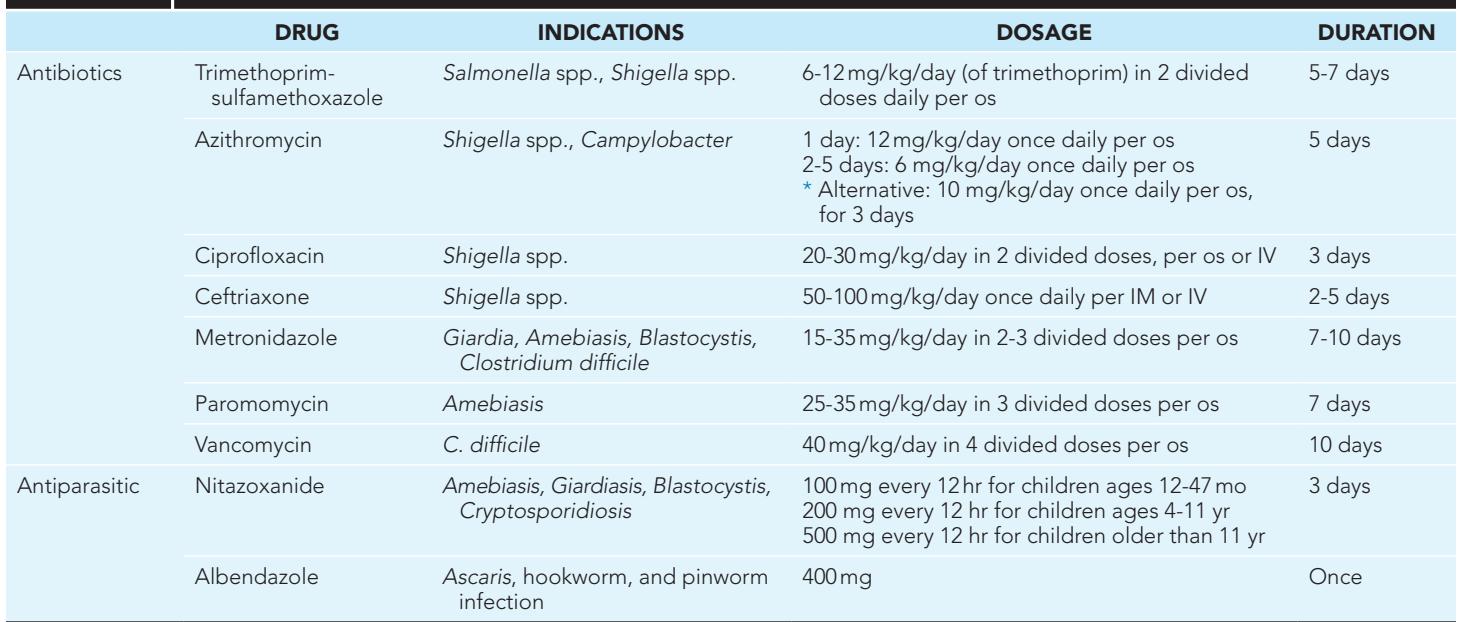 DRUG INDICATIONS DOSAGE DURATION
Antibiotics Trimethoprim- Salmonella spp., Shigella spp. 6-12 mg/kg/day (of trimethoprim) in 2 divided 5-7 days
sulfamethoxazole doses daily per os
Azithromycin Shigella spp., Campylobacter 1 day: 12 mg/kg/day once daily per os 5 days
2-5 days: 6 mg/kg/day once daily per os
* Alternative: 10 mg/kg/day once daily per os,
for 3 days
Ciprofloxacin Shigella spp. 20-30 mg/kg/day in 2 divided doses, per os or IV 3 days
Ceftriaxone Shigella spp. 50-100 mg/kg/day once daily per IM or IV 2-5 days
Metronidazole Giardia, Amebiasis, Blastocystis, 15-35 mg/kg/day in 2-3 divided doses per os 7-10 days
Clostridium difficile
Paromomycin Amebiasis 25-35 mg/kg/day in 3 divided doses per os 7 days
Vancomycin C. difficile 40 mg/kg/day in 4 divided doses per os 10 days
Antiparasitic Nitazoxanide Amebiasis, Giardiasis, Blastocystis, 100 mg every 12 hr for children ages 12-47 mo 3 days
Cryptosporidiosis 200 mg every 12 hr for children ages 4-11 yr
500 mg every 12 hr for children older than 11 yr
Albendazole Ascaris, hookworm, and pinworm 400 mg Once
infection